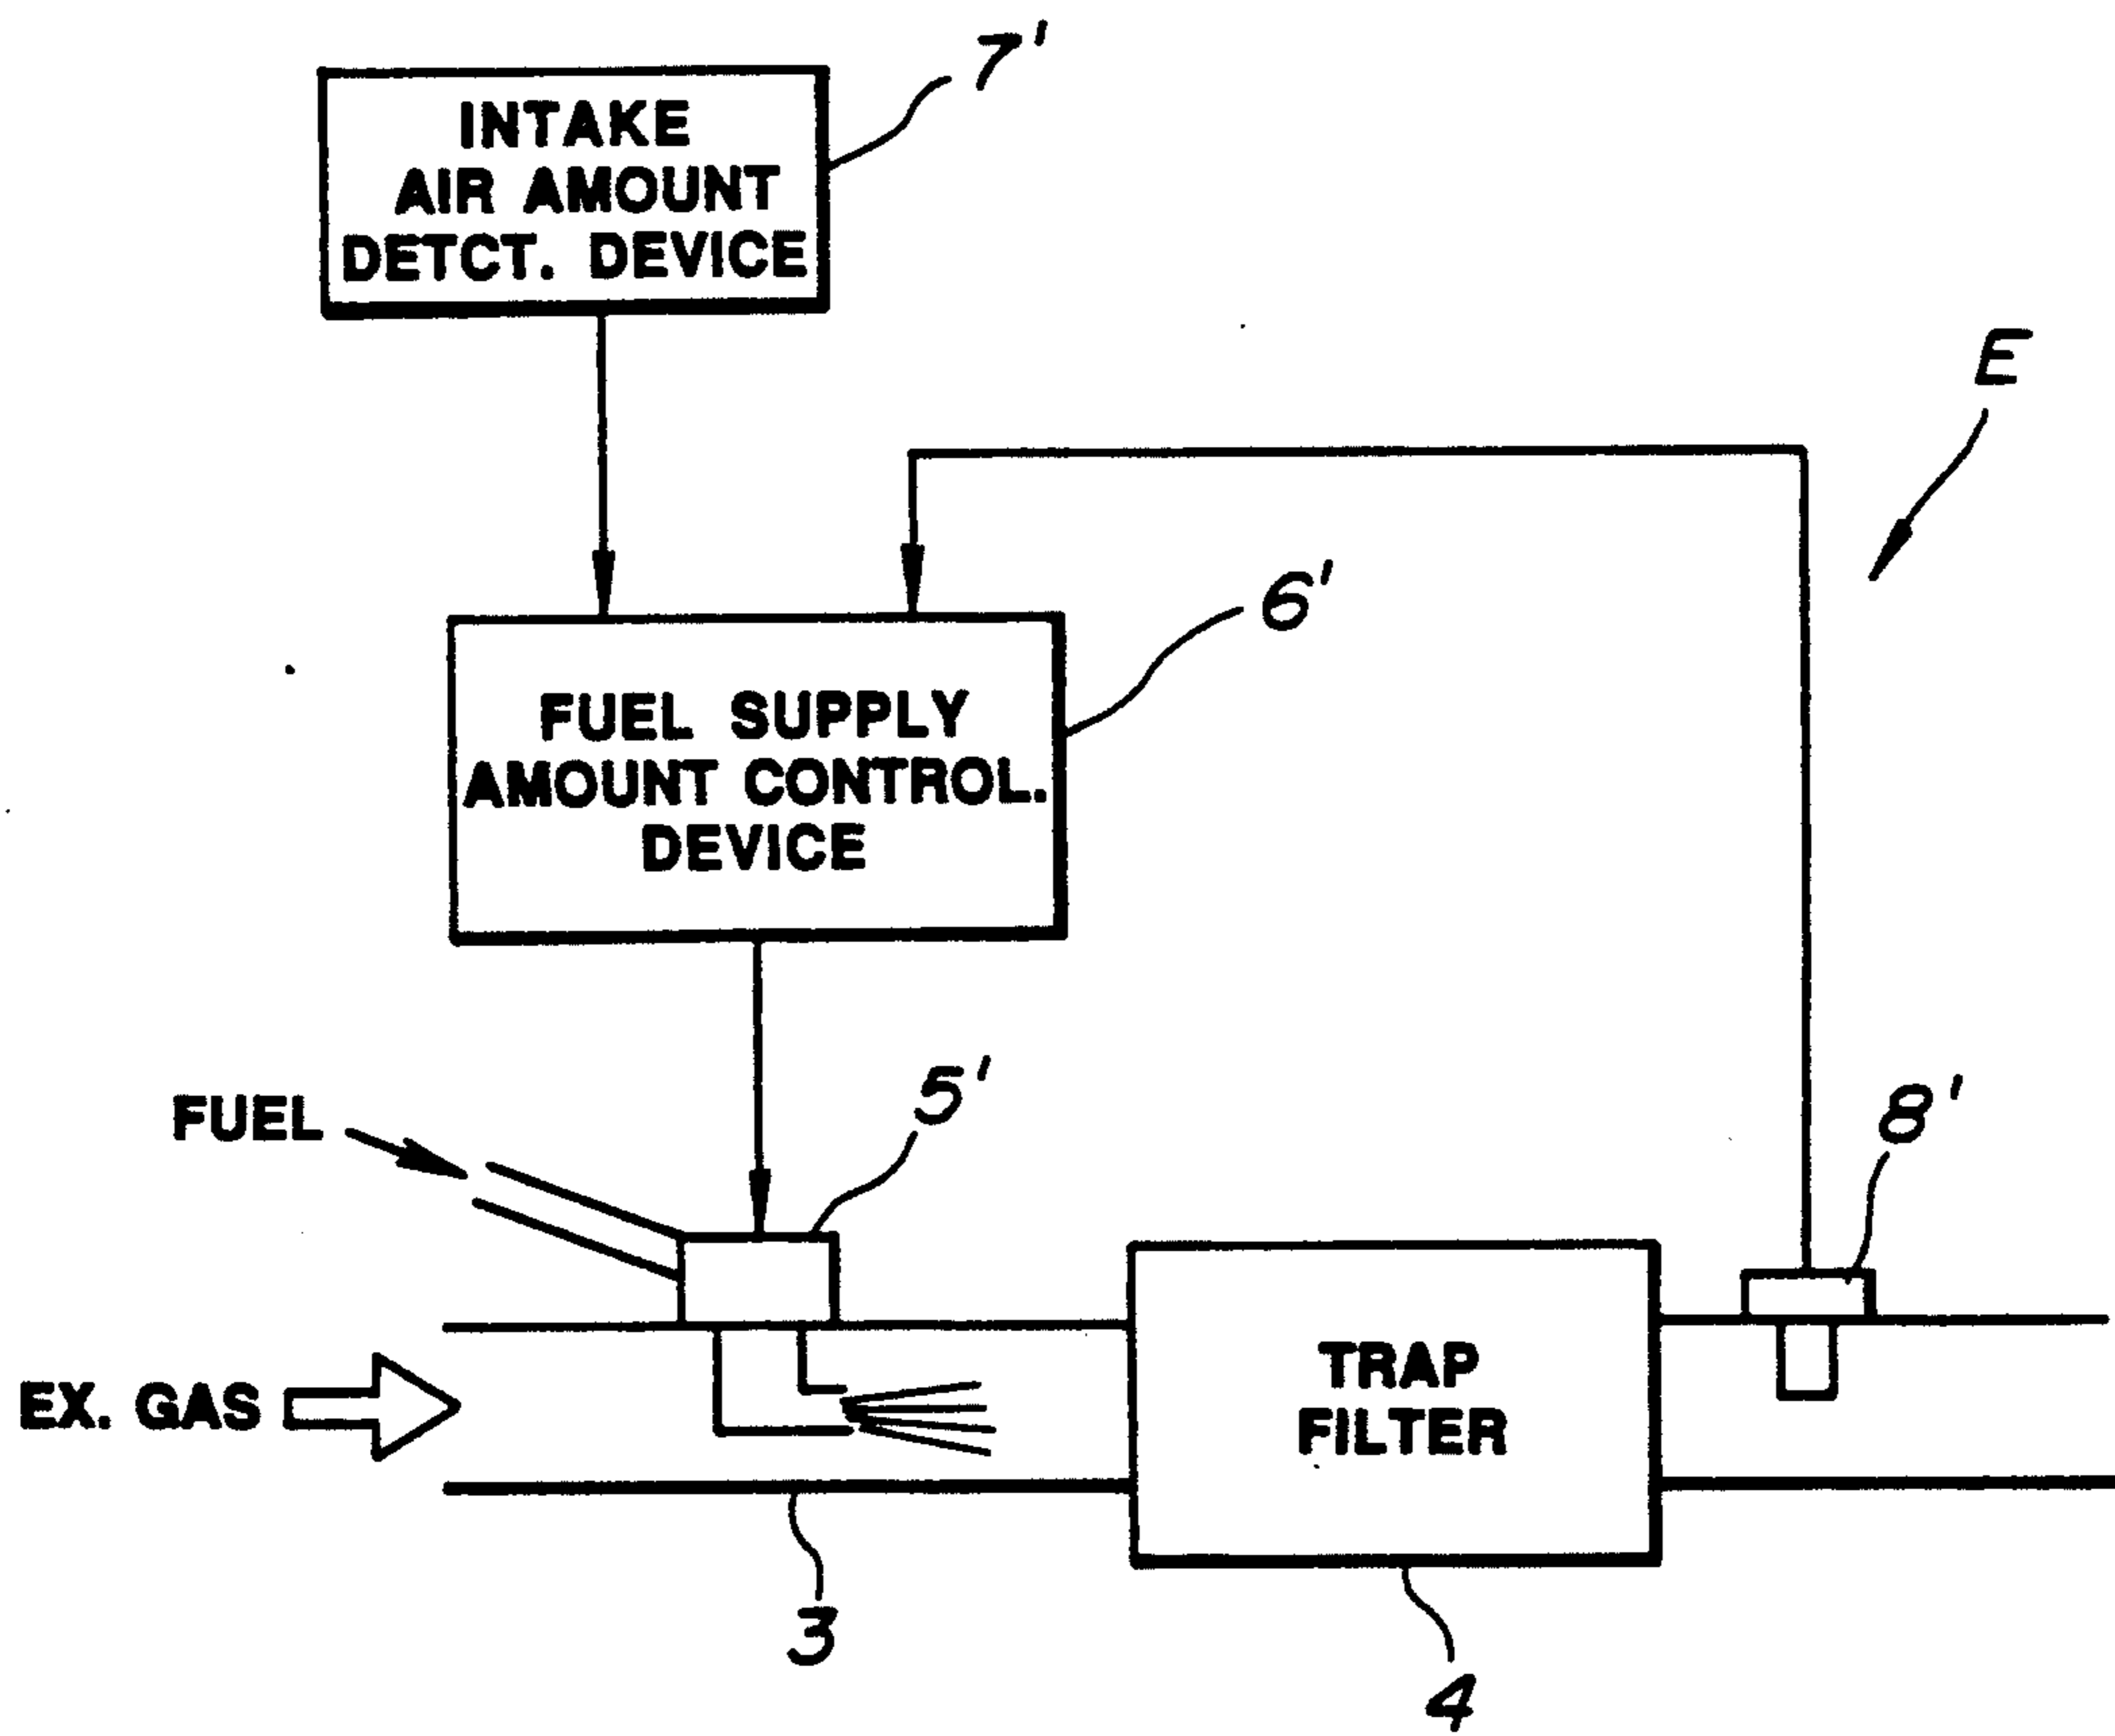 7'
INTAKE
AIR AMOUNT
DETCT. DEVICE
E
6'
FUEL SUPPLY
AMOUNT CONTROL.
DEVICE
5'
FUEL
8'
EX. GAS
TRAP
FILTER
3
4